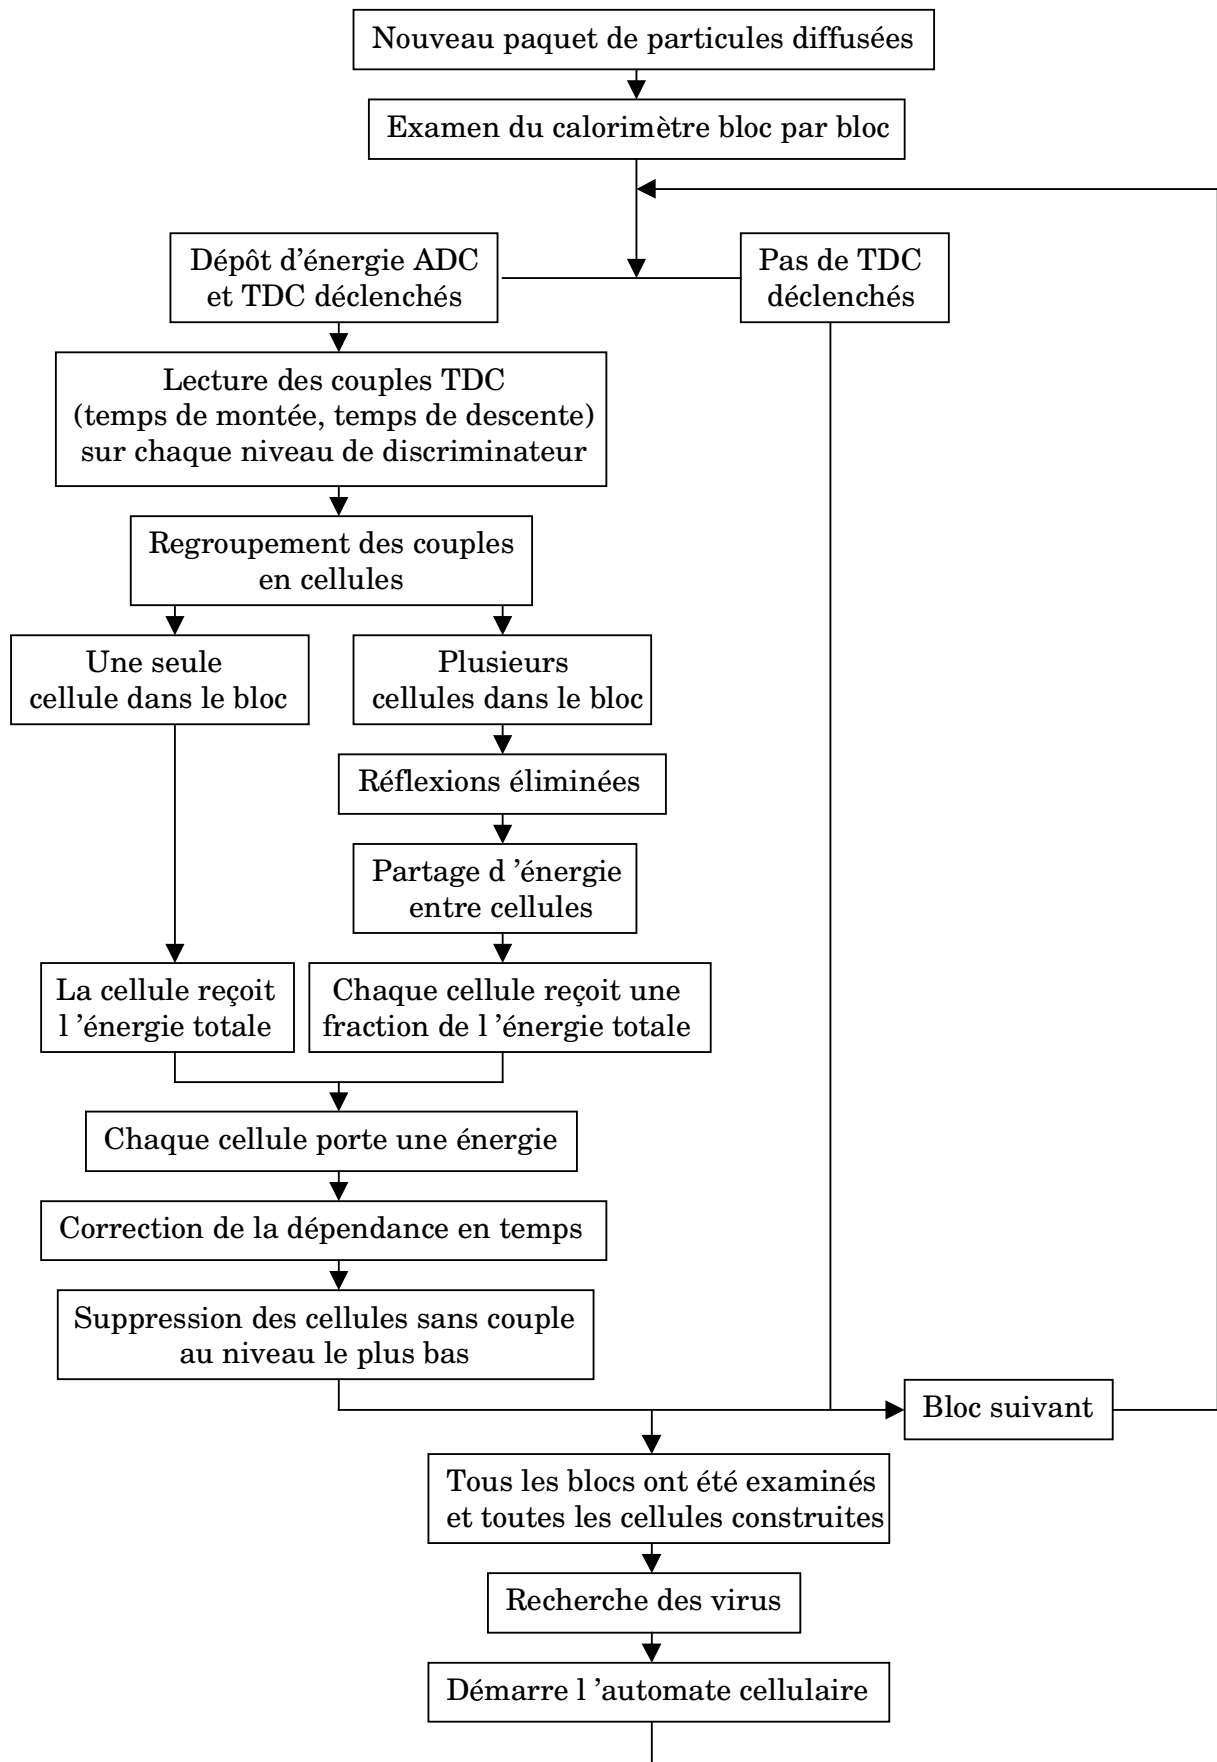 Nouveau paquet de particules diffusées
Examen du calorimètre bloc par bloc
Dépôt d’énergie ADC
et TDC déclenchés
Pas de TDC
déclenchés
Lecture des couples TDC
(temps de montée, temps de descente)
sur chaque niveau de discriminateur
Regroupement des couples
en cellules
Une seule
cellule dans le bloc
Plusieurs
cellules dans le bloc
Réflexions éliminées
Partage d ’énergie
entre cellules
La cellule reçoit
l ’énergie totale
Chaque cellule reçoit une
fraction de l ’énergie totale
Chaque cellule porte une énergie
Correction de la dépendance en temps
Suppression des cellules sans couple
au niveau le plus bas
Bloc suivant
Tous les blocs ont été examinés
et toutes les cellules construites
Recherche des virus
Démarre l ’automate cellulaire